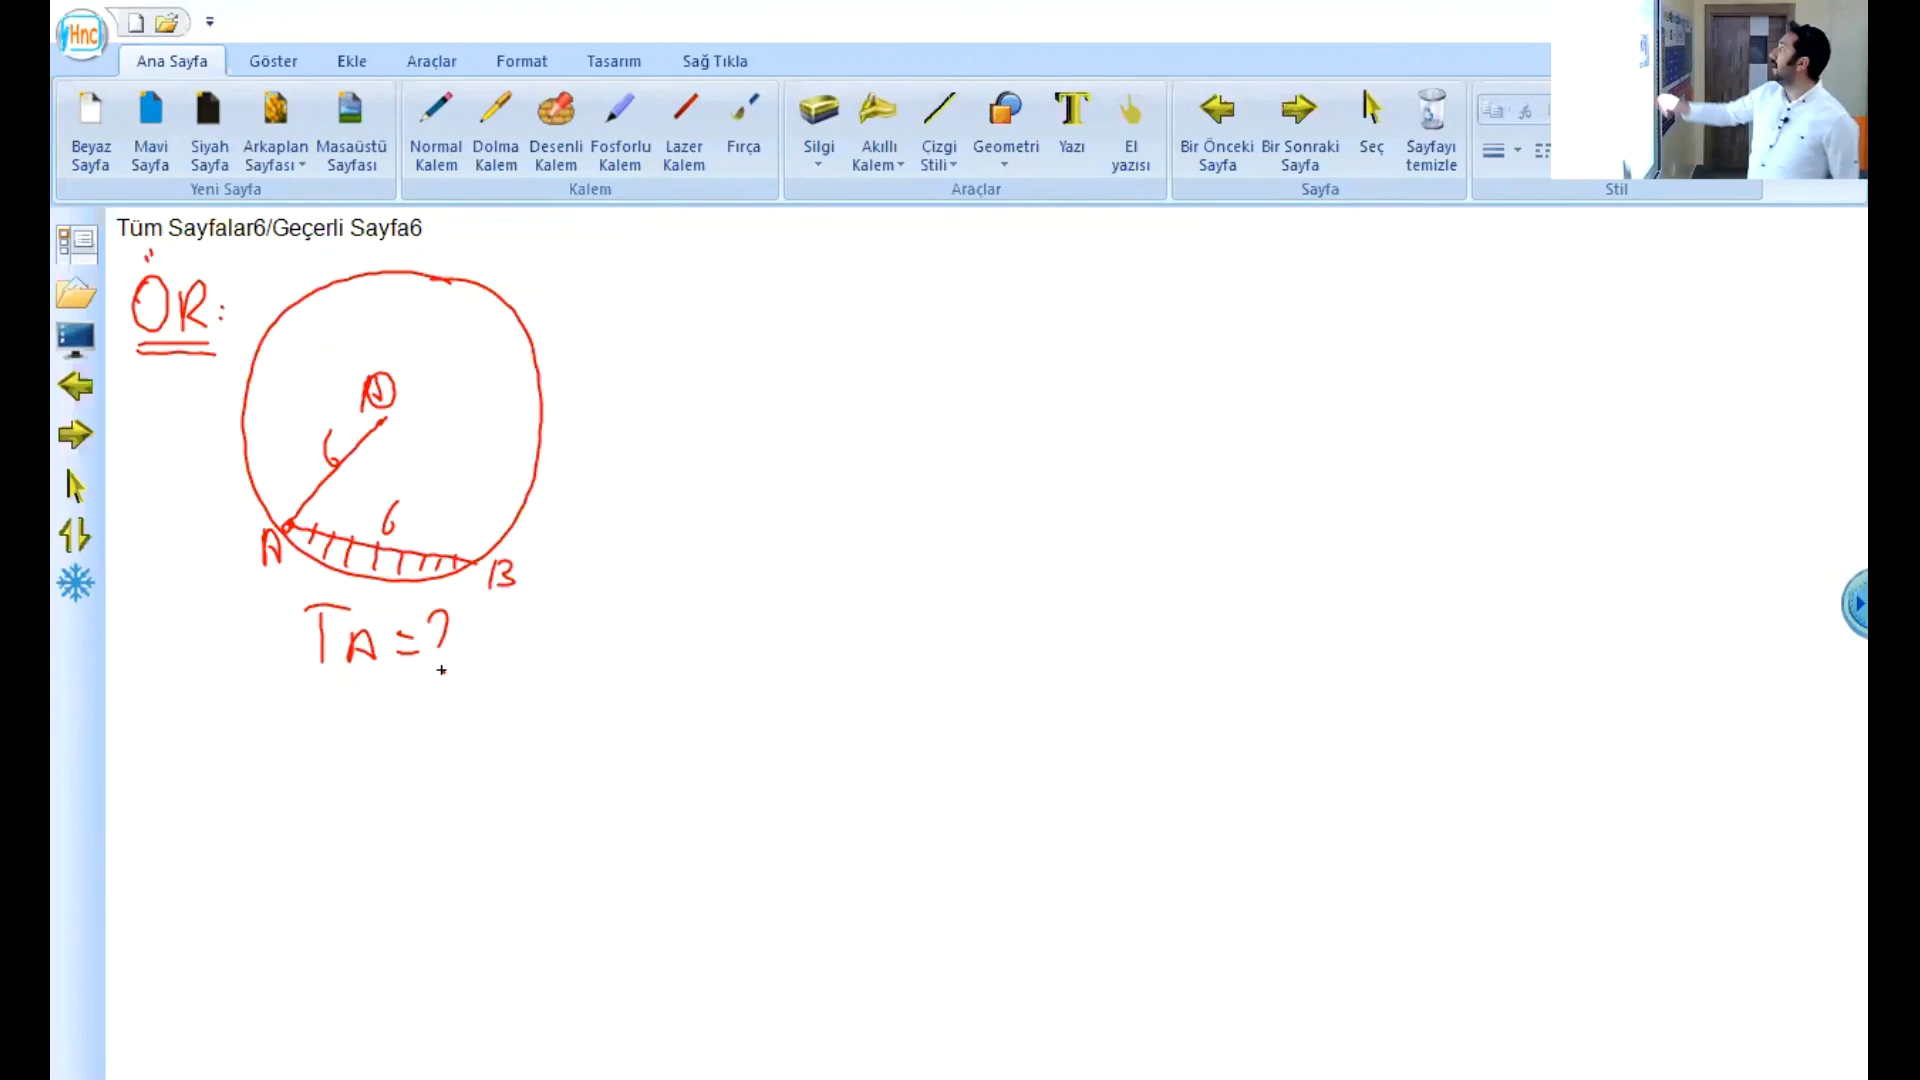 Hnc
Ana Sayfa Göster Ekle Araçlar Format Tasarım Sağ Tıkla
Beyaz Sayfa
Mavi Sayfa
Siyah Sayfa
Arkaplan Sayfası
Masaüstü Sayfası
Yeni Sayfa
Normal Kalem
Dolma Kalem
Desenli Kalem
Fosforlu Kalem
Lazer Kalem
Fırça
Kalem
Silgi
Akıllı Kalem
Çizgi Stili
Geometri
Yazı
El yazısı
Araçlar
Bir Önceki Sayfa
Bir Sonraki Sayfa
Seç
Sayfayı temizle
Sayfa
Stil
Tüm Sayfalar6/Geçerli Sayfa6
ÖR:
6
6
A
B
TA=?